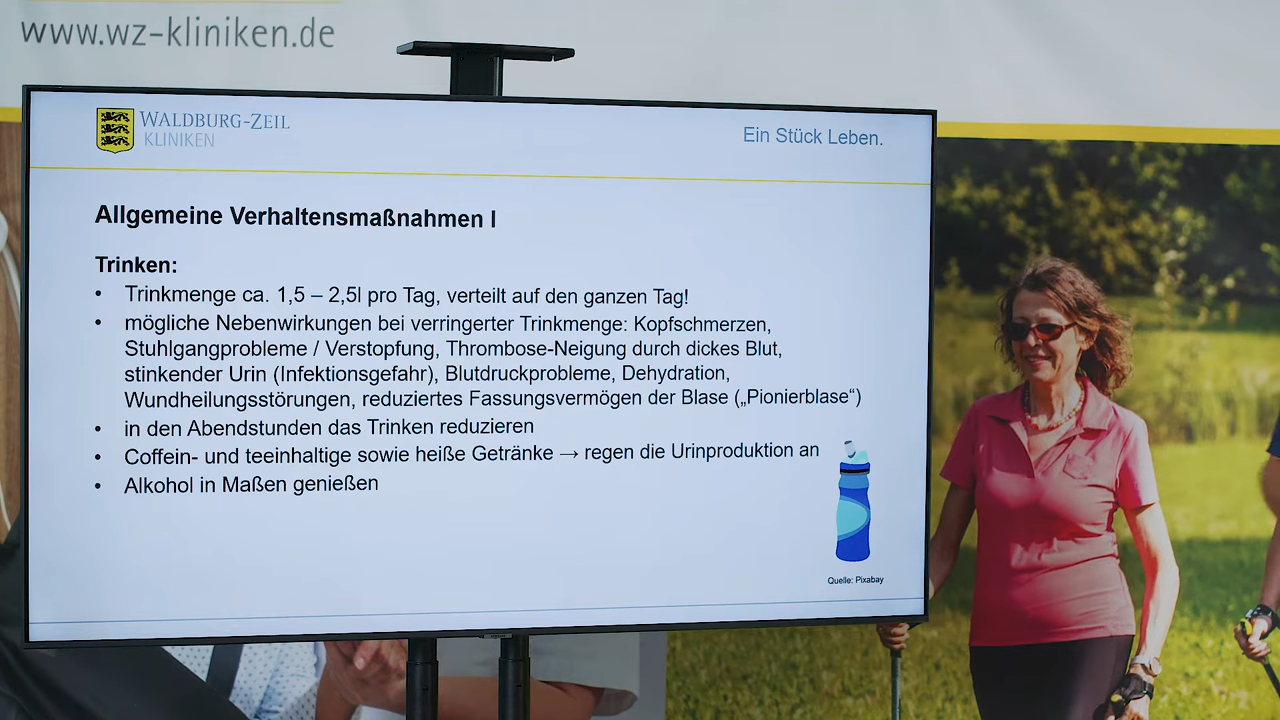 www.wz-kliniken.de
WALDBURG-ZEIL
KLINIKEN
Ein Stück Leben.
Allgemeine Verhaltensmaßnahmen I
Trinken:
• Trinkmenge ca. 1,5 – 2,5l pro Tag, verteilt auf den ganzen Tag!
• mögliche Nebenwirkungen bei verringerter Trinkmenge: Kopfschmerzen,
Stuhlgangprobleme / Verstopfung, Thrombose-Neigung durch dickes Blut,
stinkender Urin (Infektionsgefahr), Blutdruckprobleme, Dehydration,
Wundheilungsstörungen, reduziertes Fassungsvermögen der Blase („Pionierblase“)
• in den Abendstunden das Trinken reduzieren
• Coffein- und teeinhaltige sowie heiße Getränke → regen die Urinproduktion an
• Alkohol in Maßen genießen
Quelle: Pixabay